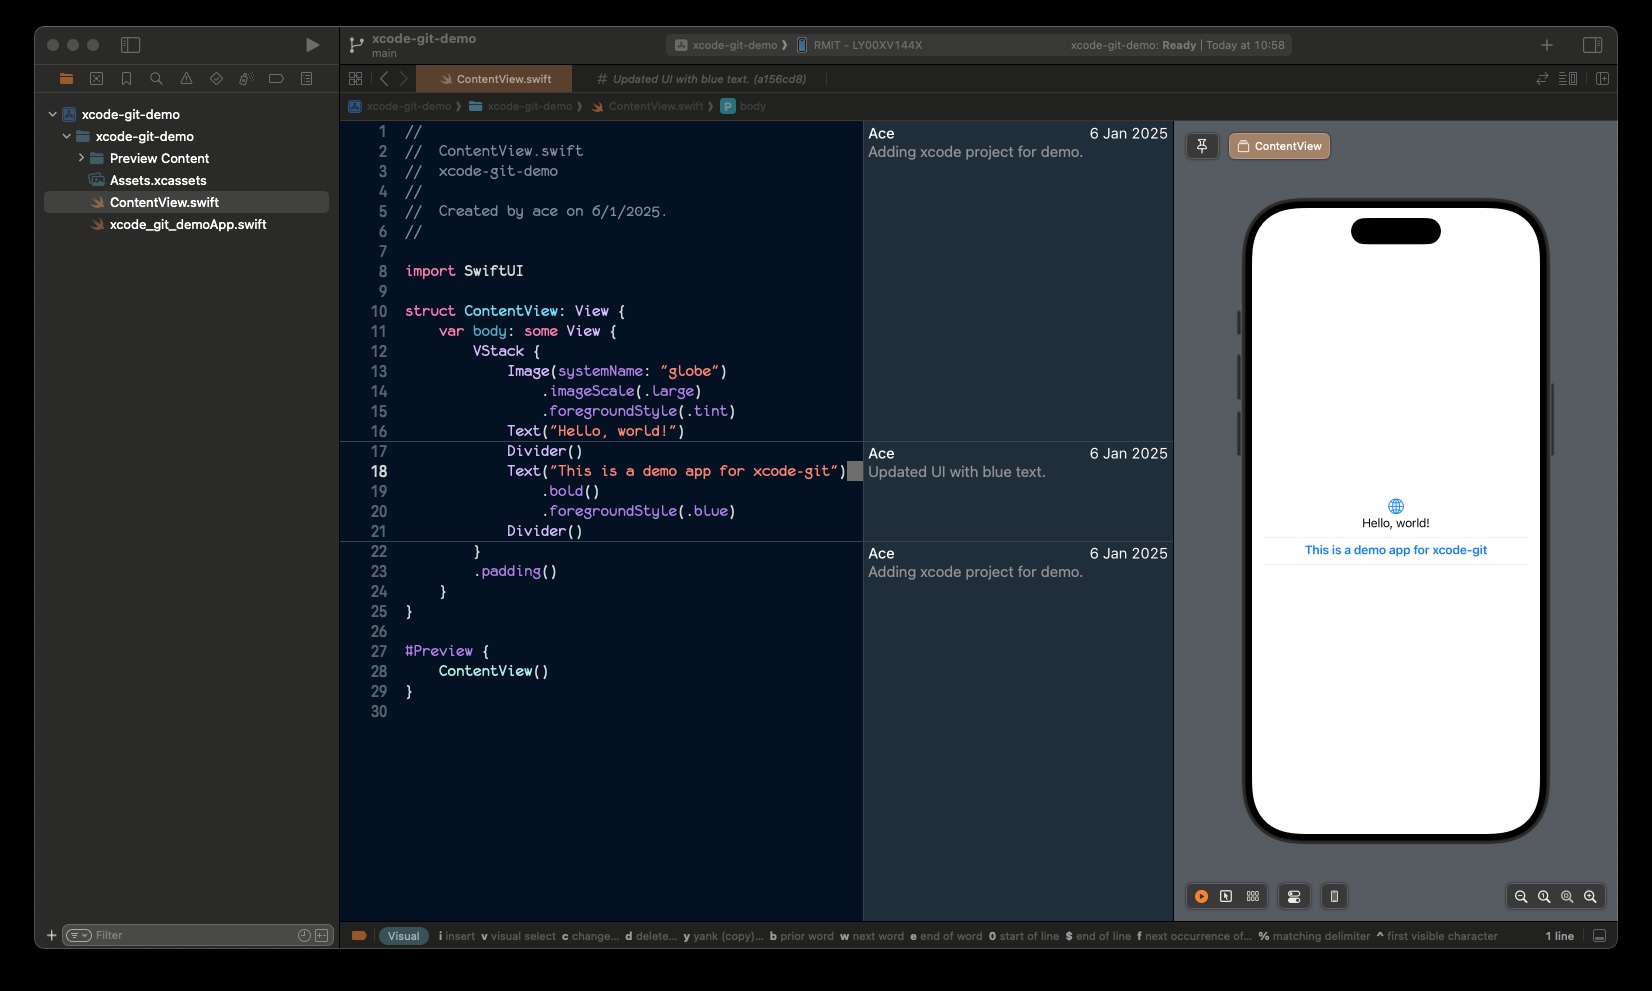 xcode-git-demo
main
xcode-git-demo
RMIT - LY00XV144X
xcode-git-demo: Ready | Today at 10:58
ContentView.swift
# Updated UI with blue text. (a156cd8)
xcode-git-demo
xcode-git-demo
ContentView.swift
P body
xcode-git-demo
xcode-git-demo
Preview Content
Assets.xcassets
ContentView.swift
xcode_git_demoApp.swift
1 //
2 //  ContentView.swift
3 //  xcode-git-demo
4 //
5 //  Created by ace on 6/1/2025.
6 //
7
8 import SwiftUI
9
10 struct ContentView: View {
11     var body: some View {
12         VStack {
13             Image(systemName: "globe")
14                 .imageScale(.large)
15                 .foregroundStyle(.tint)
16             Text("Hello, world!")
17             Divider()
18             Text("This is a demo app for xcode-git")
19                 .bold()
20                 .foregroundStyle(.blue)
21             Divider()
22         }
23         .padding()
24     }
25 }
26
27 #Preview {
28     ContentView()
29 }
30
Ace 6 Jan 2025
Adding xcode project for demo.
Ace 6 Jan 2025
Updated UI with blue text.
Ace 6 Jan 2025
Adding xcode project for demo.
ContentView
Hello, world!
This is a demo app for xcode-git
Filter
Visual
i insert v visual select c change... d delete... y yank (copy)... b prior word w next word e end of word 0 start of line $ end of line f next occurrence of... % matching delimiter ^ first visible character
1 line